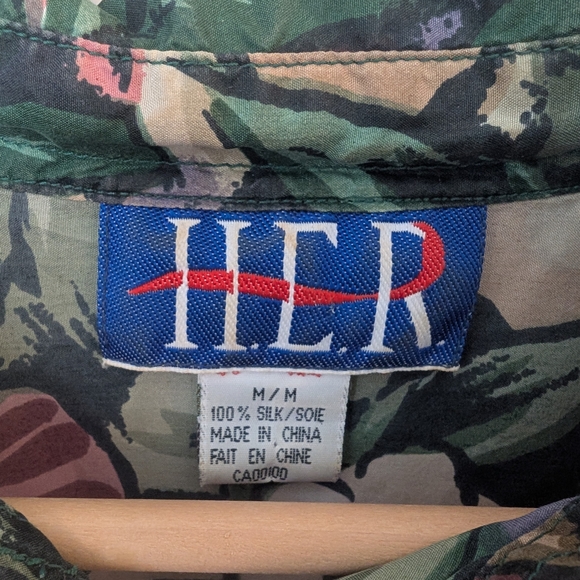 H.E.R.
M/M
100% SILK/SOIE
MADE IN CHINA
FAIT EN CHINE
CA00100